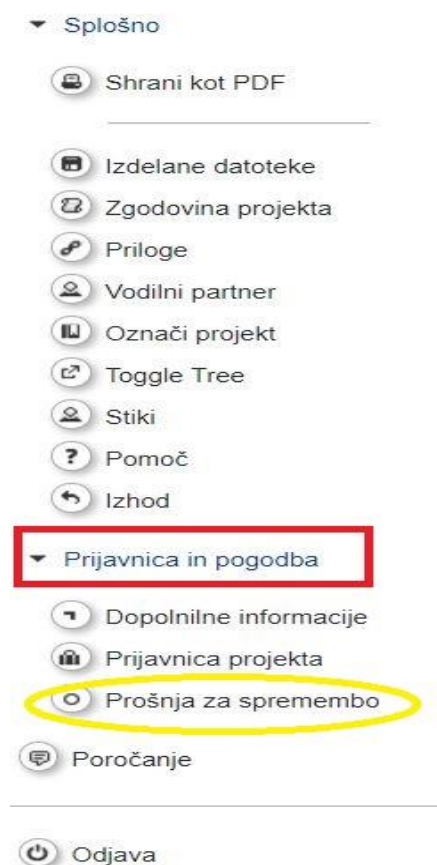 Splošno
Shrani kot PDF
Izdelane datoteke
Zgodovina projekta
Priloge
Vodilni partner
Označi projekt
Toggle Tree
Stiki
Pomoč
Izhod
Prijavnica in pogodba
Dopolnilne informacije
Prijavnica projekta
Prošnja za spremembo
Poročanje
Odjava